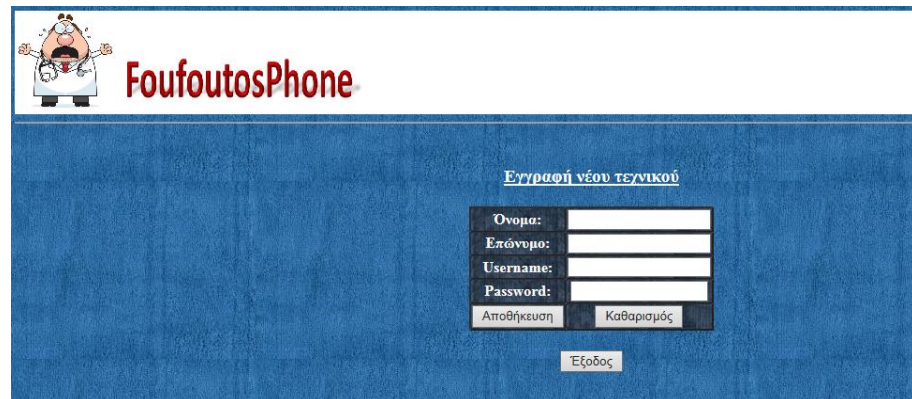 FoufoutosPhone
Εγγραφή νέου τεχνικού
Όνομα:
Επώνυμο:
Username:
Password:
Αποθήκευση Καθαρισμός
Έξοδος